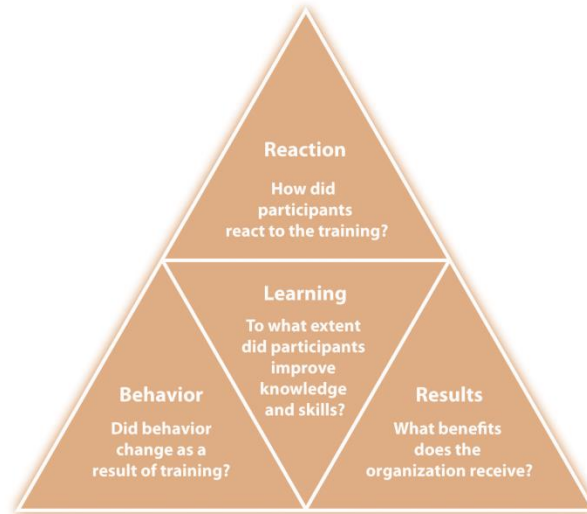 Reaction
How did
participants
react to the training?
Learning
To what extent
did participants
improve
knowledge
and skills?
Behavior
Did behavior
change as a
result of training?
Results
What benefits
does the
organization receive?